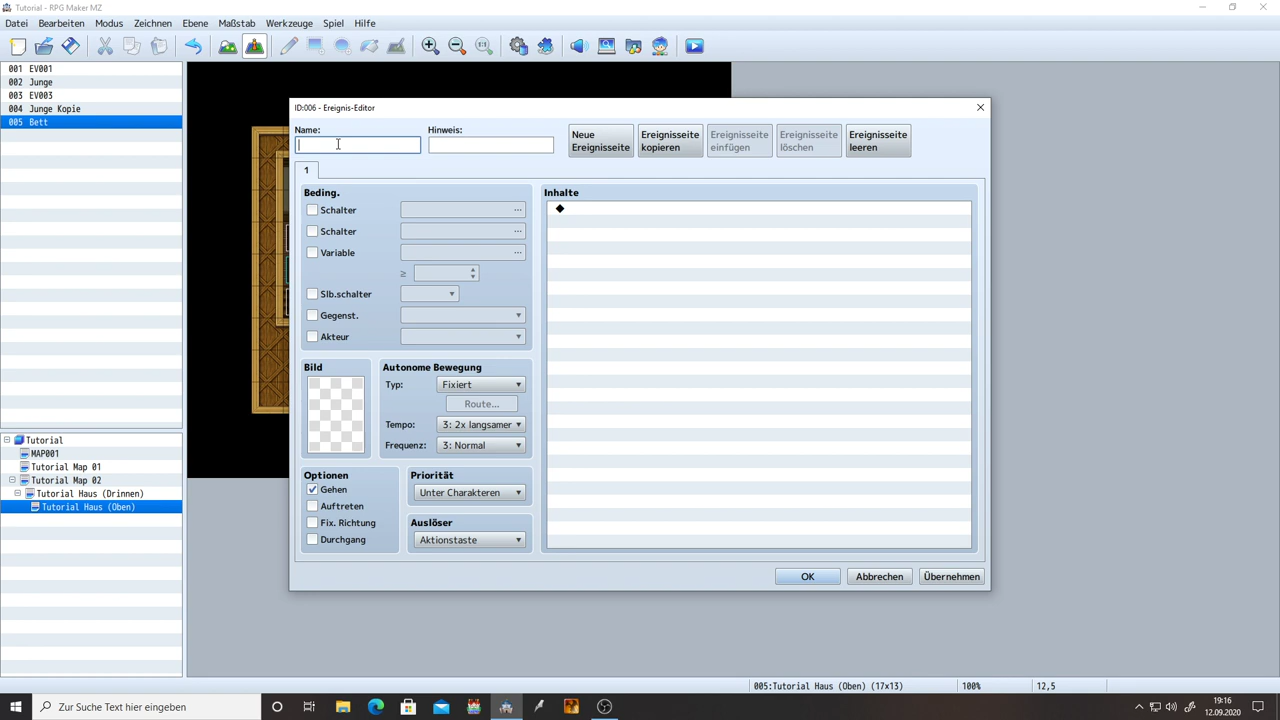 Tutorial - RPG Maker MZ
Datei Bearbeiten Modus Zeichnen Ebene Maßstab Werkzeuge Spiel Hilfe
001 EV001
002 Junge
003 EV003
004 Junge Kopie
005 Bett
ID:006 - Ereignis-Editor
Name: Hinweis:
Neue Ereignisseite
Ereignisseite kopieren
Ereignisseite einfügen
Ereignisseite löschen
Ereignisseite leeren
1
Beding.
Schalter ...
Schalter ...
Variable ...
≥
Slb.schalter
Gegenst.
Akteur
Bild
Autonome Bewegung
Typ: Fixiert
Route...
Tempo: 3: 2x langsamer
Frequenz: 3: Normal
Optionen
Gehen
Auftreten
Fix. Richtung
Durchgang
Priorität
Unter Charakteren
Auslöser
Aktionstaste
Inhalte
◆
OK Abbrechen Übernehmen
Tutorial
MAP001
Tutorial Map 01
Tutorial Map 02
Tutorial Haus (Drinnen)
Tutorial Haus (Oben)
005:Tutorial Haus (Oben) (17x13) 100% 12,5
Zur Suche Text hier eingeben
19:16
12.09.2020